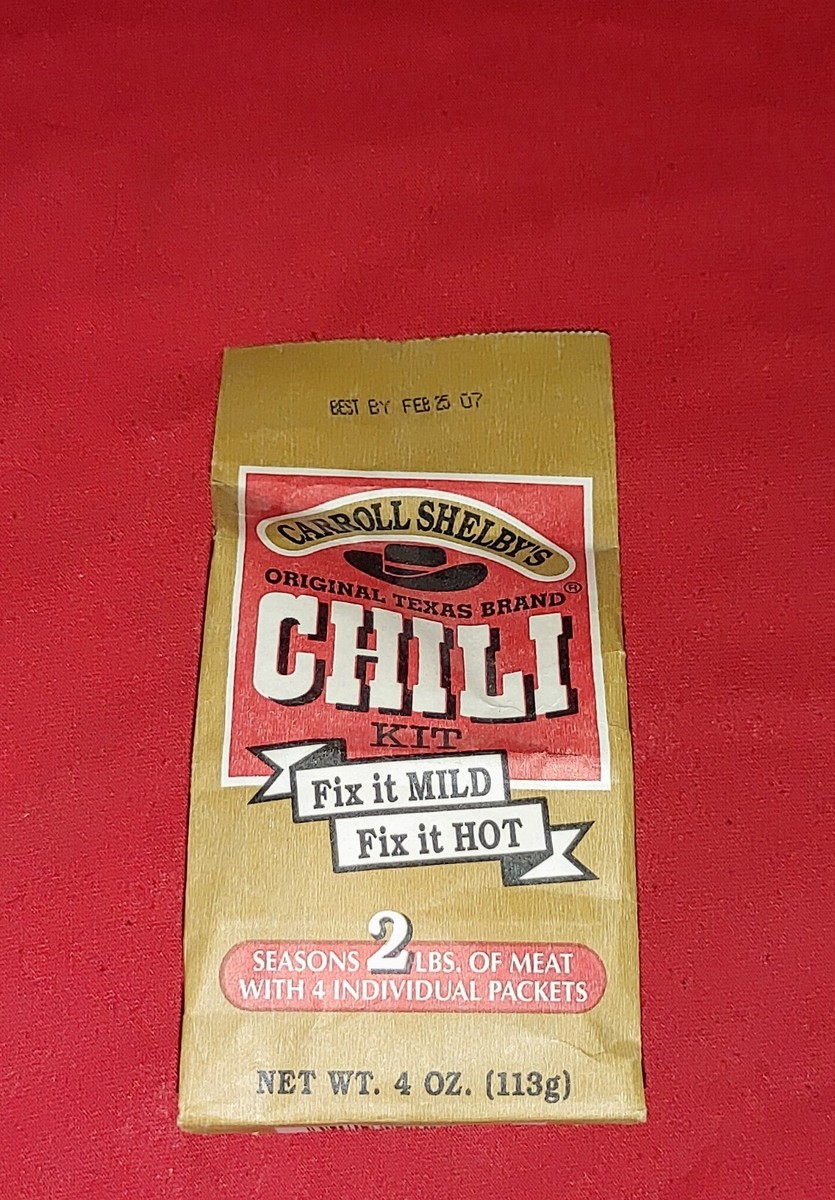 BEST BY FEB 25 07
CARROLL SHELBY'S
ORIGINAL TEXAS BRAND®
CHILI
KIT
Fix it MILD
Fix it HOT
SEASONS 2 LBS. OF MEAT
WITH 4 INDIVIDUAL PACKETS
NET WT. 4 OZ. (113g)